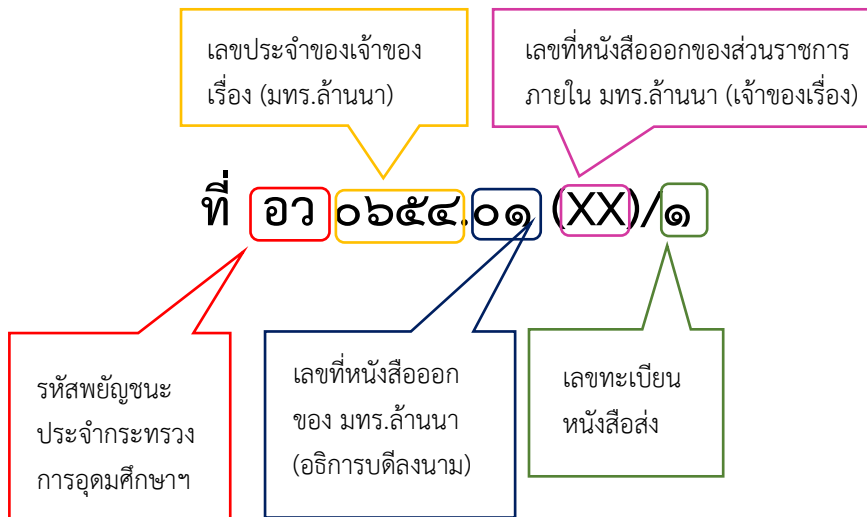 เลขประจำของเจ้าของ
เรื่อง (มทร.ล้านนา)
เลขที่หนังสือออกของส่วนราชการ
ภายใน มทร.ล้านนา (เจ้าของเรื่อง)
ที่ อว ๐๖๕๔.๐๑ (XX)/๑
รหัสพยัญชนะ
ประจำกระทรวง
การอุดมศึกษาฯ
เลขที่หนังสือออก
ของ มทร.ล้านนา
(อธิการบดีลงนาม)
เลขทะเบียน
หนังสือส่ง